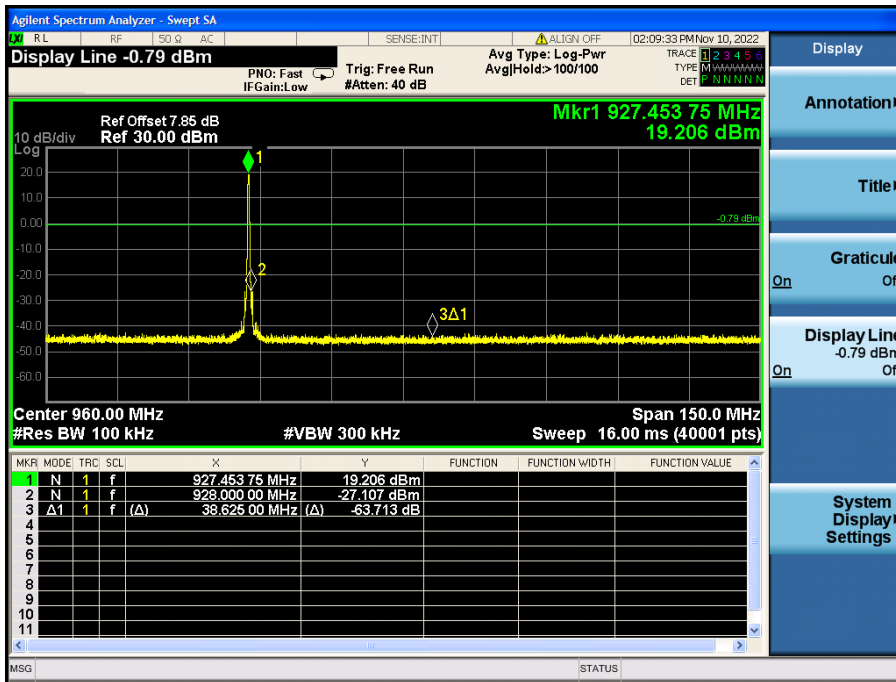 Agilent Spectrum Analyzer - Swept SA
LXI RL RF 50 Ω AC SENSE:INT ALIGN OFF 02:09:33 PM Nov 10, 2022
Display Line -0.79 dBm
PNO: Fast
IFGain:Low
Trig: Free Run
#Atten: 40 dB
Avg Type: Log-Pwr
Avg|Hold:>100/100
TRACE 1 2 3 4 5 6
TYPE MWWWWW
DET P N N N N N
Ref Offset 7.85 dB
Ref 30.00 dBm
10 dB/div
Log
Mkr1 927.453 75 MHz
19.206 dBm
1
20.0
10.0
0.00
-0.79 dBm
-10.0
2
-20.0
-30.0
3Δ1
-40.0
-50.0
-60.0
Center 960.00 MHz
Span 150.0 MHz
#Res BW 100 kHz
#VBW 300 kHz
Sweep 16.00 ms (40001 pts)
MKR MODE TRC SCL X Y FUNCTION FUNCTION WIDTH FUNCTION VALUE
1 N 1 f 927.453 75 MHz 19.206 dBm
2 N 1 f 928.000 00 MHz -27.107 dBm
3 Δ1 1 f (Δ) 38.625 00 MHz (Δ) -63.713 dB
4
5
6
7
8
9
10
11
MSG
STATUS
Display
Annotation
Title
Graticule
On Of
Display Line
-0.79 dBm
On Of
System
Display
Settings